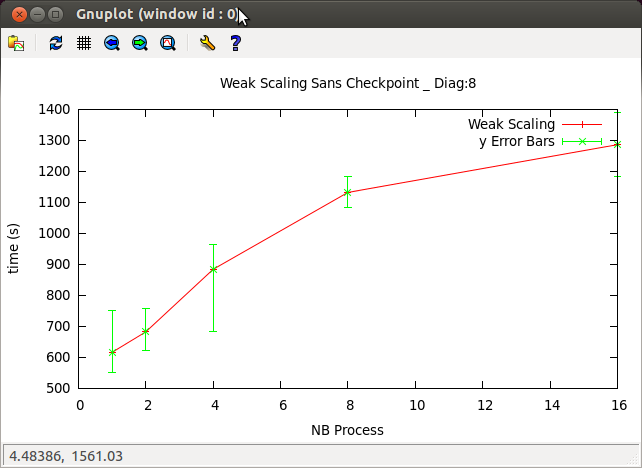 Gnuplot (window id : 0)
Weak Scaling Sans Checkpoint _ Diag:8
1400
1300
1200
1100
1000
900
800
700
600
500
time (s)
Weak Scaling
y Error Bars
0 2 4 6 8 10 12 14 16
NB Process
4.48386, 1561.03